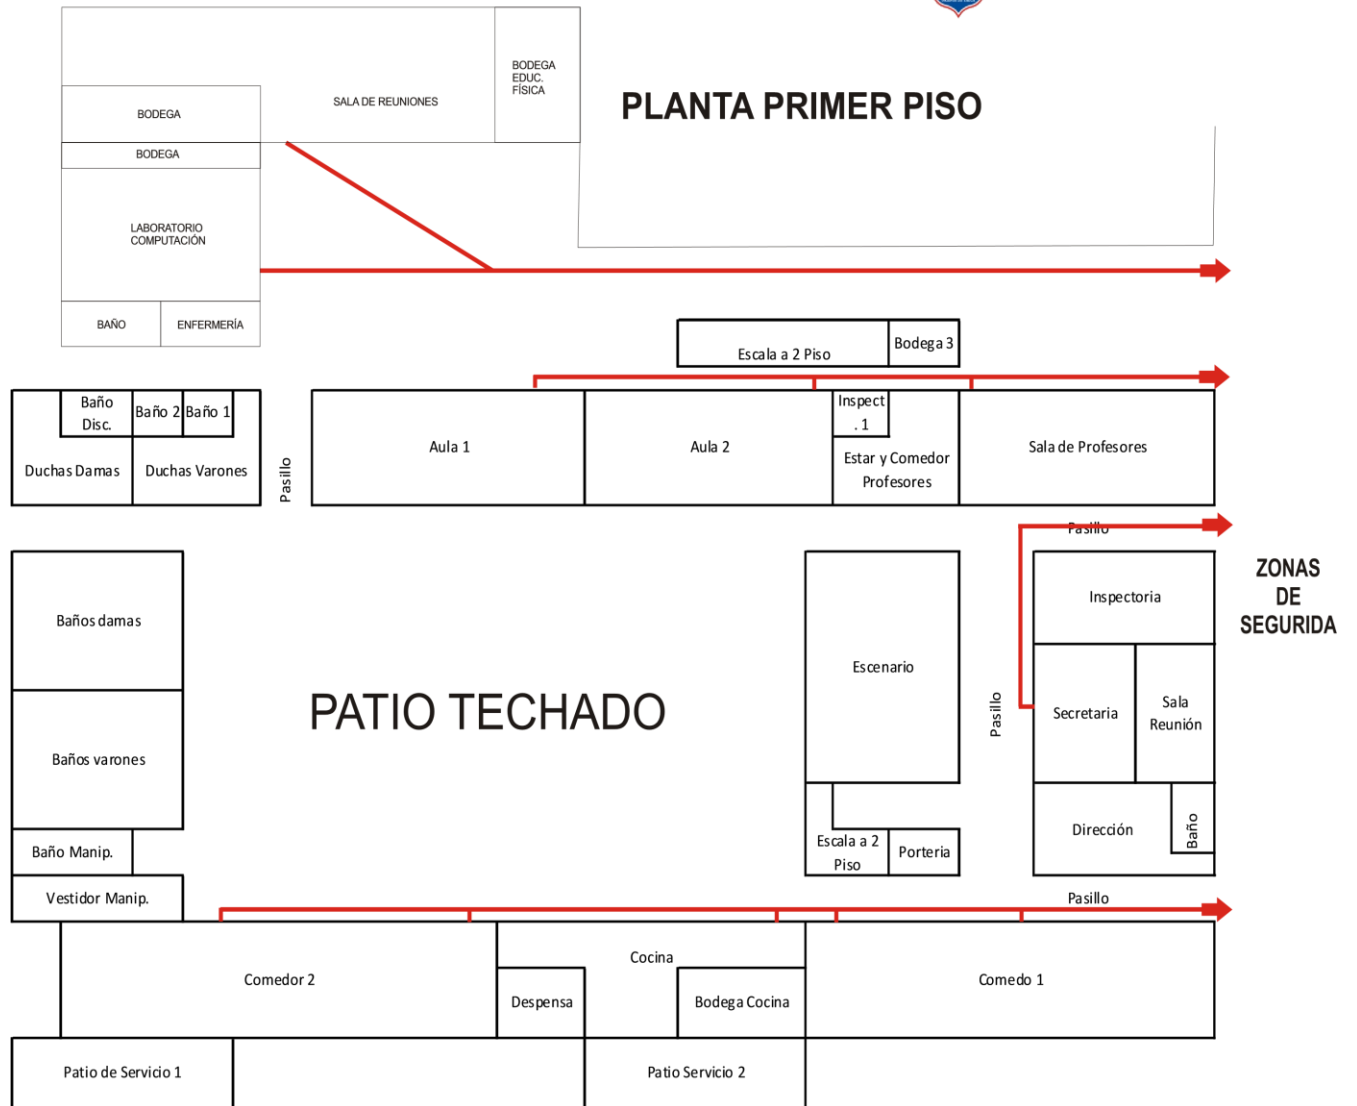 BODEGA
EDUC.
FÍSICA
SALA DE REUNIONES
PLANTA PRIMER PISO
BODEGA
BODEGA
LABORATORIO
COMPUTACIÓN
BAÑO
ENFERMERÍA
Escala a 2 Piso
Bodega 3
Baño
Disc.
Baño 2
Baño 1
Duchas Damas
Duchas Varones
Pasillo
Aula 1
Aula 2
Inspect
. 1
Estar y Comedor
Profesores
Sala de Profesores
Pasillo
ZONAS
DE
SEGURIDA
Baños damas
Escenario
Inspectoria
PATIO TECHADO
Pasillo
Secretaria
Sala
Reunión
Baños varones
Baño Manip.
Escala a 2
Piso
Porteria
Dirección
Baño
Vestidor Manip.
Pasillo
Comedor 2
Cocina
Despensa
Bodega Cocina
Comedo 1
Patio de Servicio 1
Patio Servicio 2